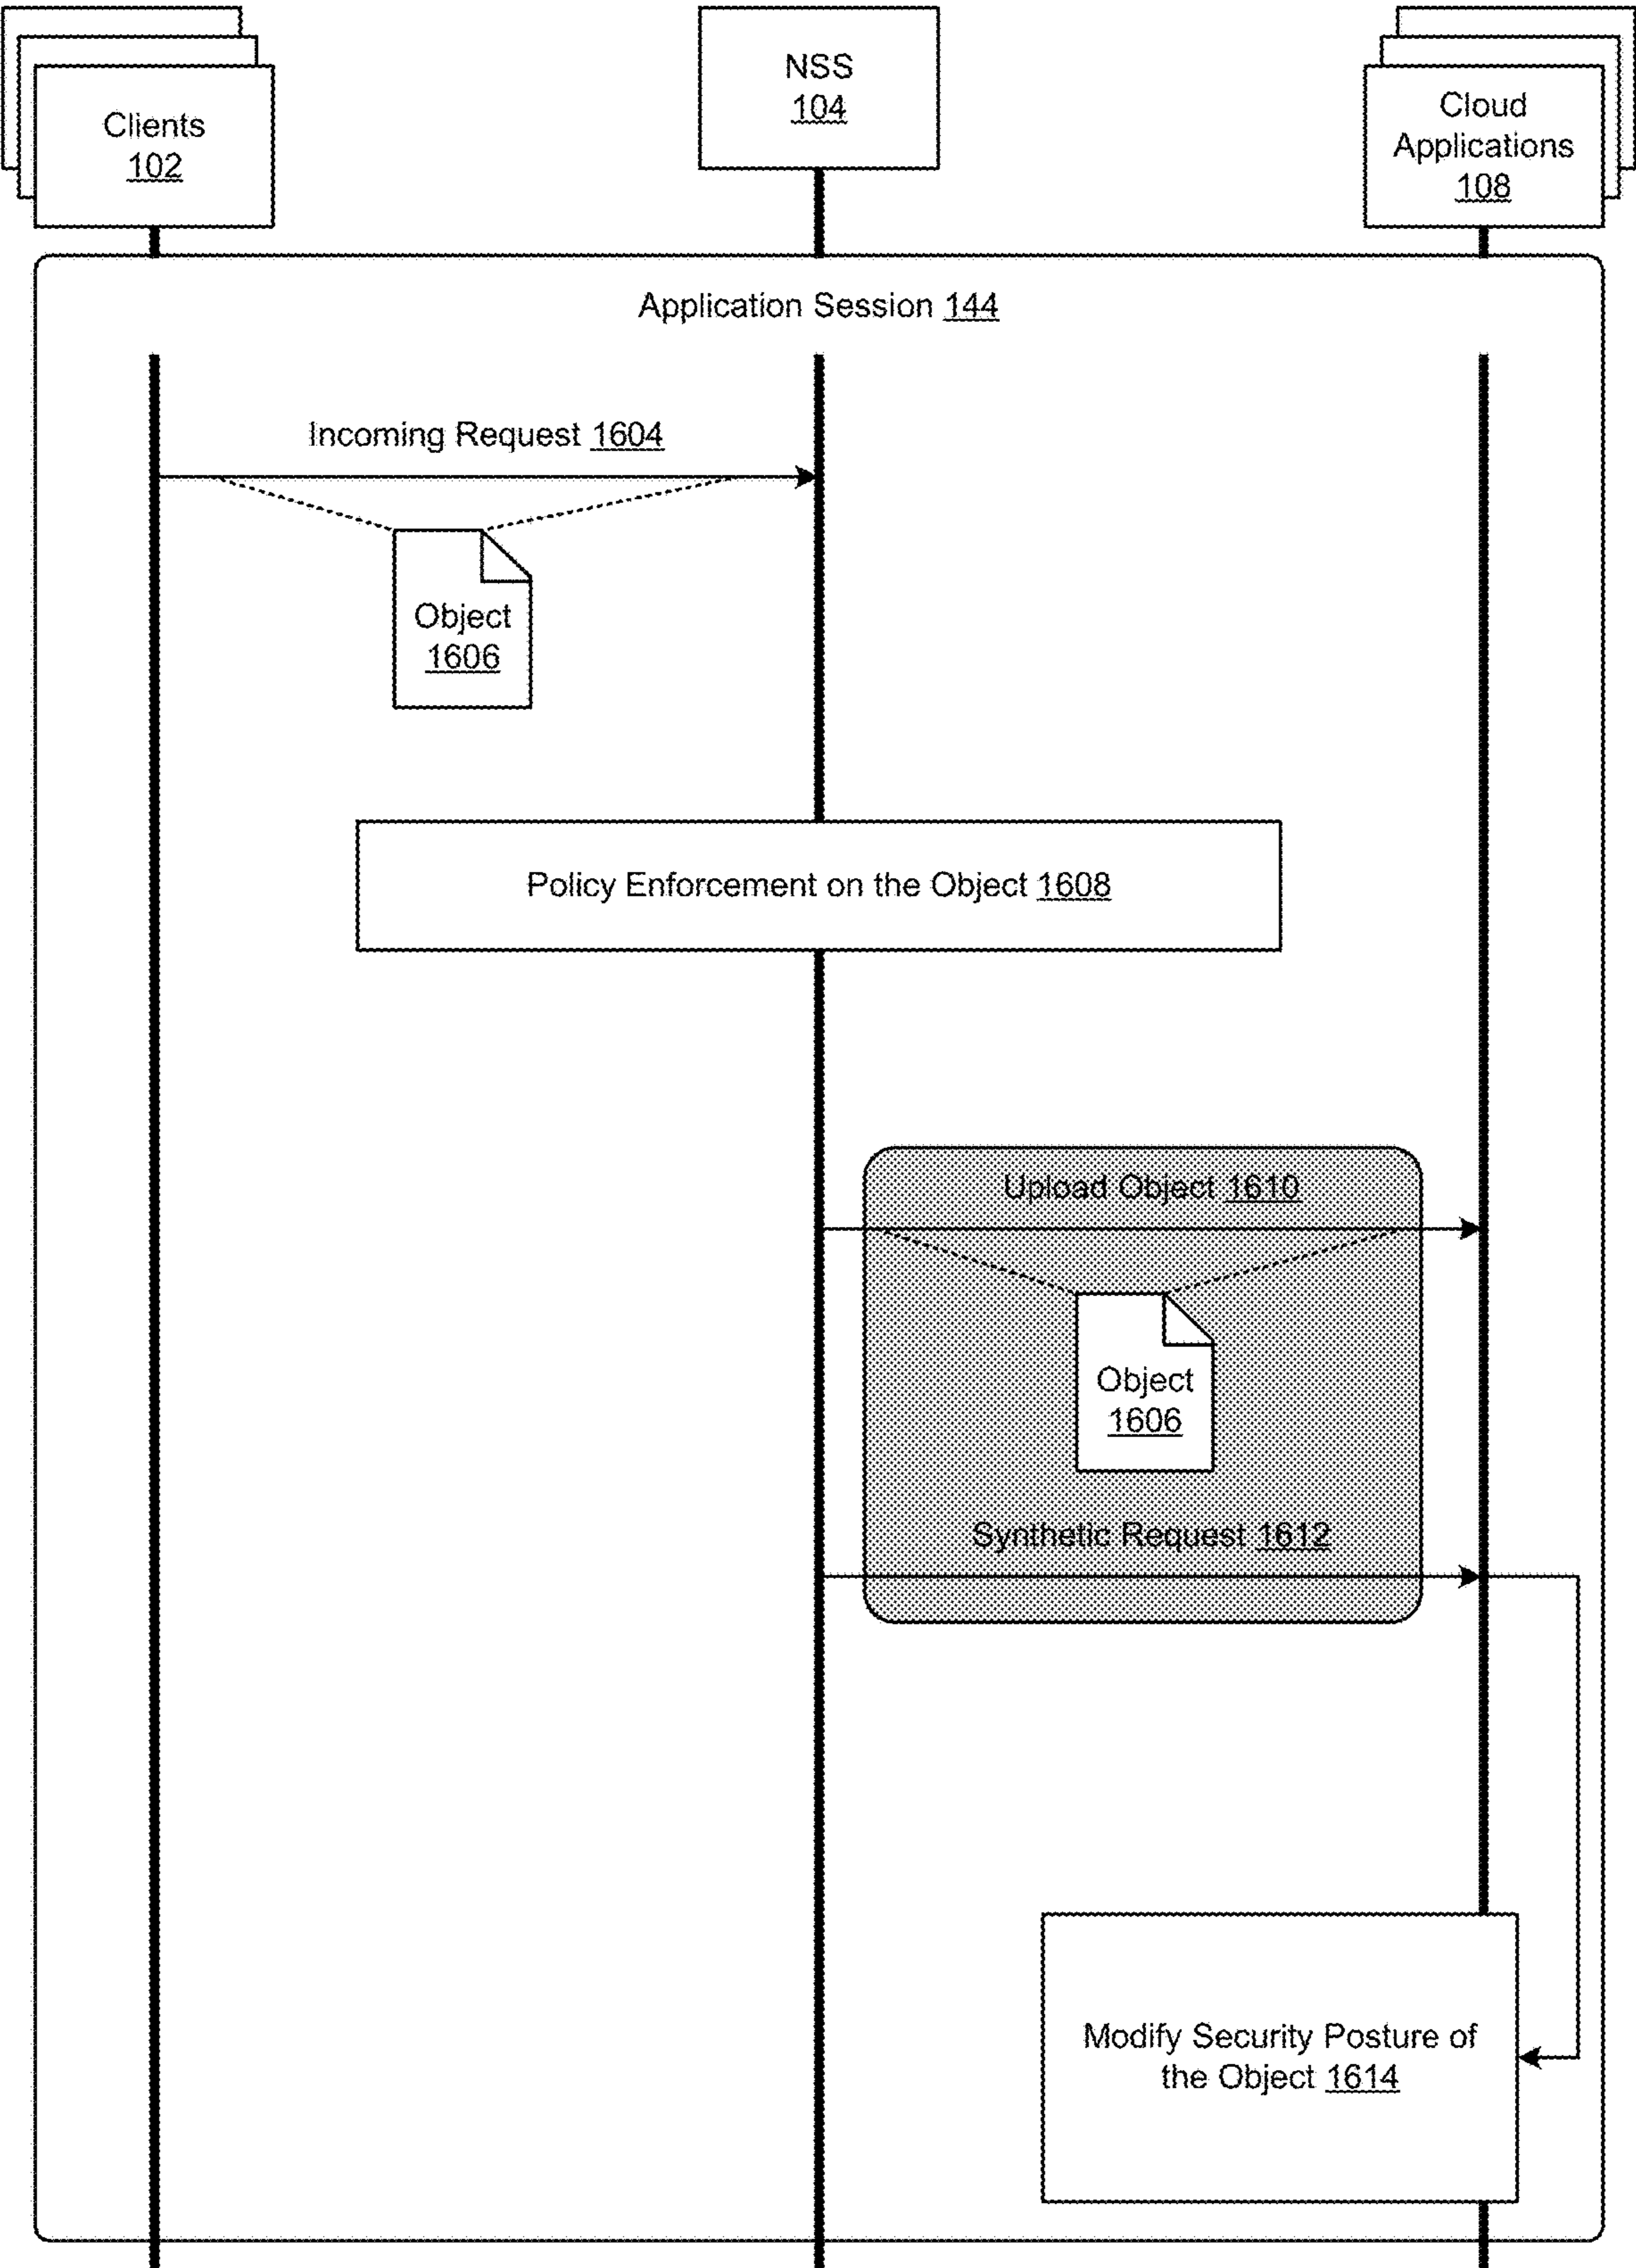 Clients
102
NSS
104
Cloud
Applications
108
Application Session 144
Incoming Request 1604
Object
1606
Policy Enforcement on the Object 1608
Upload Object 1610
Object
1606
Synthetic Request 1612
Modify Security Posture of
the Object 1614